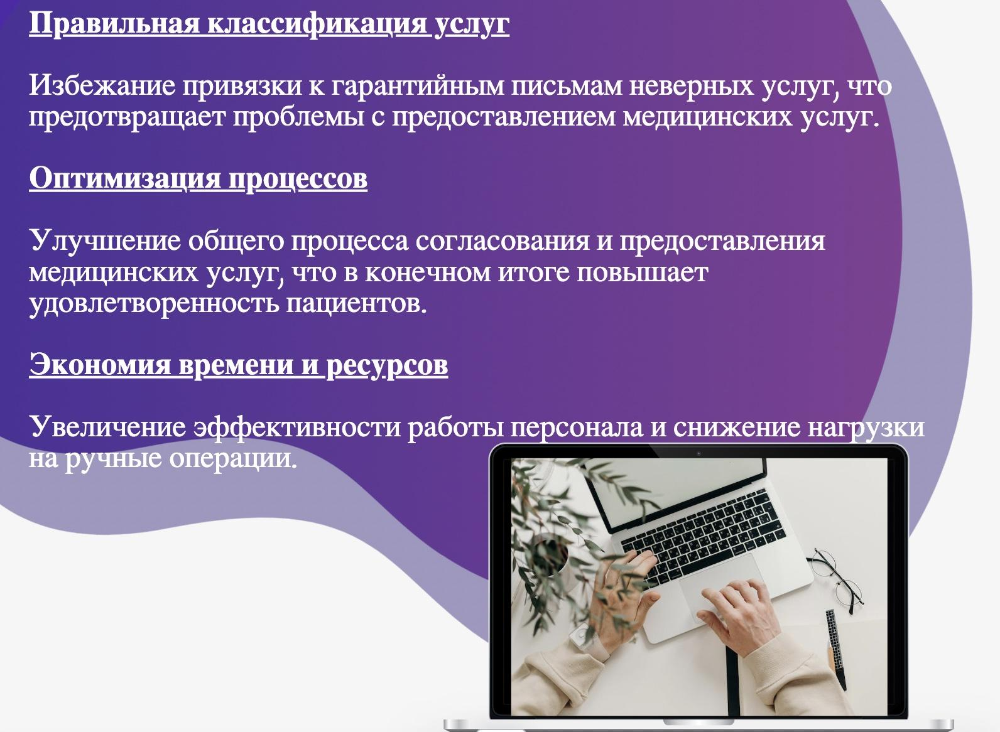 Правильная классификация услуг
Избежание привязки к гарантийным письмам неверных услуг, что
предотвращает проблемы с предоставлением медицинских услуг.
Оптимизация процессов
Улучшение общего процесса согласования и предоставления
медицинских услуг, что в конечном итоге повышает
удовлетворенность пациентов.
Экономия времени и ресурсов
Увеличение эффективности работы персонала и снижение нагрузки
на ручные операции.